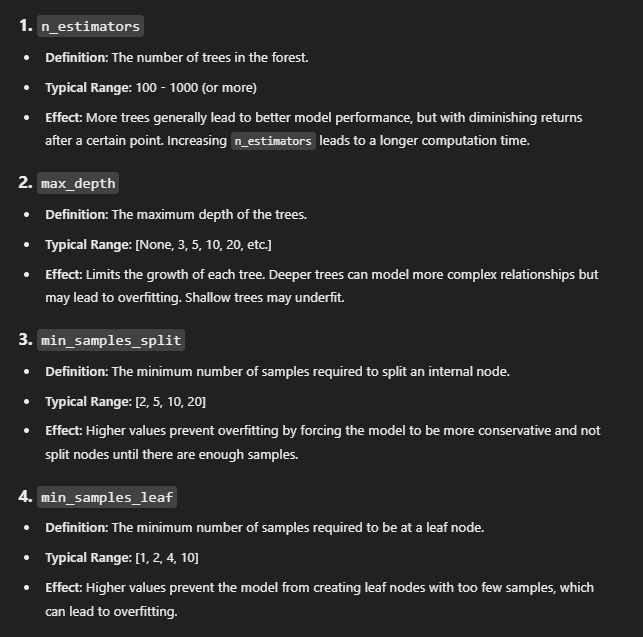 1. n_estimators
• Definition: The number of trees in the forest.
• Typical Range: 100 - 1000 (or more)
• Effect: More trees generally lead to better model performance, but with diminishing returns
after a certain point. Increasing n_estimators leads to a longer computation time.
2. max_depth
• Definition: The maximum depth of the trees.
• Typical Range: [None, 3, 5, 10, 20, etc.]
• Effect: Limits the growth of each tree. Deeper trees can model more complex relationships but
may lead to overfitting. Shallow trees may underfit.
3. min_samples_split
• Definition: The minimum number of samples required to split an internal node.
• Typical Range: [2, 5, 10, 20]
• Effect: Higher values prevent overfitting by forcing the model to be more conservative and not
split nodes until there are enough samples.
4. min_samples_leaf
• Definition: The minimum number of samples required to be at a leaf node.
• Typical Range: [1, 2, 4, 10]
• Effect: Higher values prevent the model from creating leaf nodes with too few samples, which
can lead to overfitting.